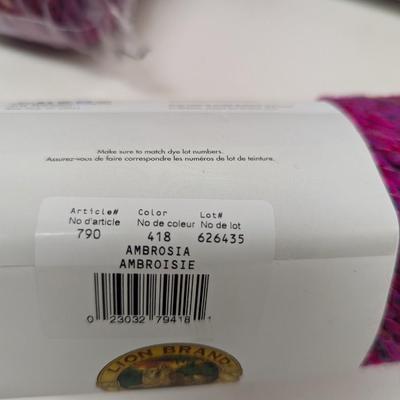 Make sure to match dye lot numbers.
Assurez-vous de faire correspondre les numéros de lot de teinture.
Article# Color Lot#
No d'article No de couleur No de lot
790 418 626435
AMBROSIA
AMBROISIE
0 23032 79418 1
LION BRAND